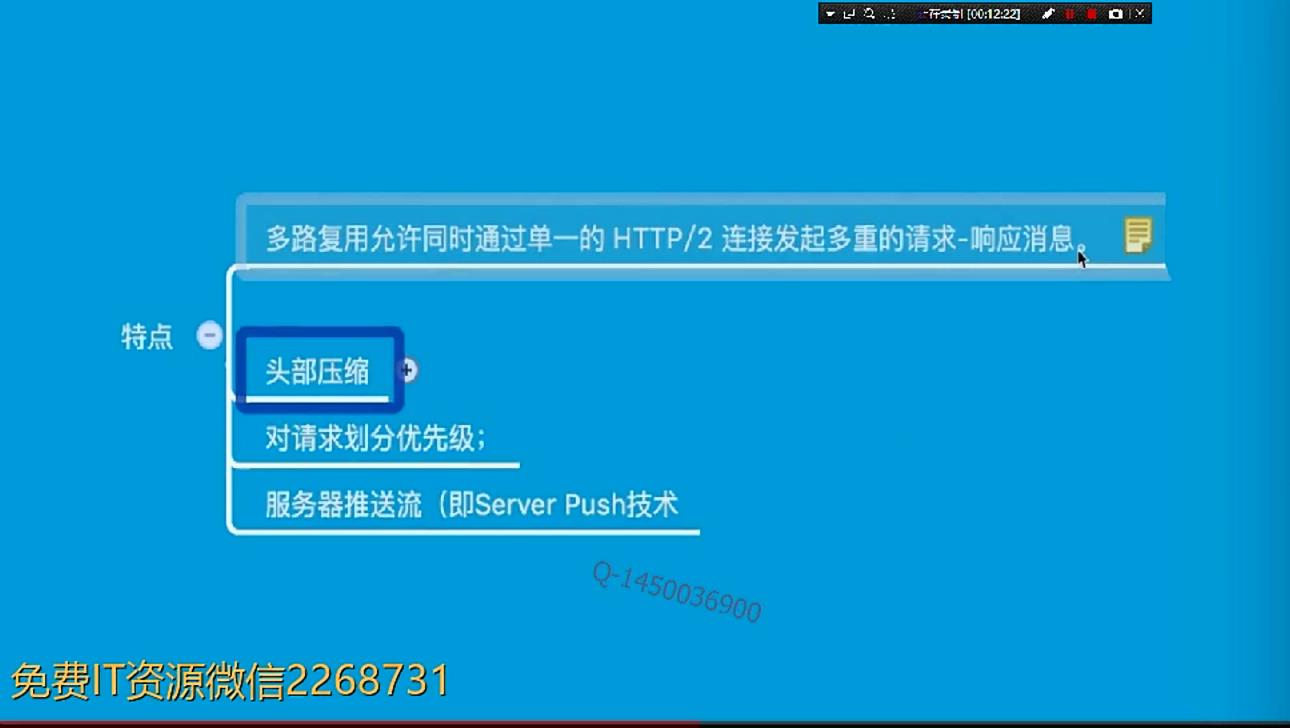 正在录制 [00:12:22]
多路复用允许同时通过单一的 HTTP/2 连接发起多重的请求-响应消息。
特点
头部压缩
对请求划分优先级；
服务器推送流（即Server Push技术
Q-1450036900
免费IT资源微信2268731